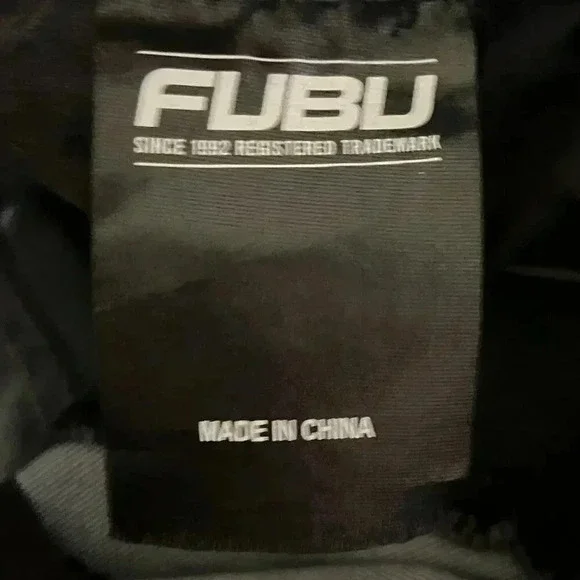 FUBU
SINCE 1992 REGISTERED TRADEMARK
MADE IN CHINA